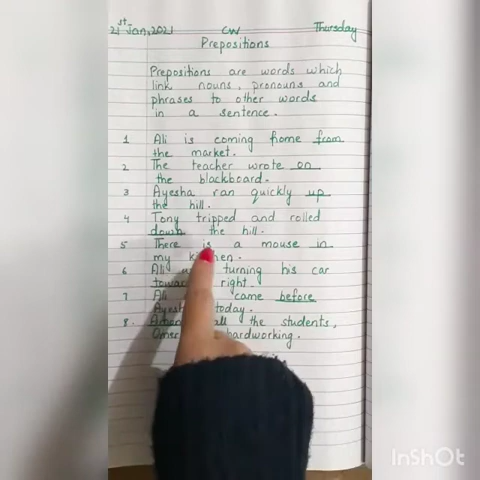 21st Jan, 2021 CW Thursday
Prepositions
Prepositions are words which
link nouns, pronouns and
phrases to other words
in a sentence.
1 Ali is coming home from
the market.
2 The teacher wrote on
the blackboard.
3 Ayesha ran quickly up
the hill.
4 Tony tripped and rolled
down the hill.
5 There is a mouse in
my
6 Ali turning his car
right.
7 Ali came before
today.
8. all the students,
hardworking.
InShOt